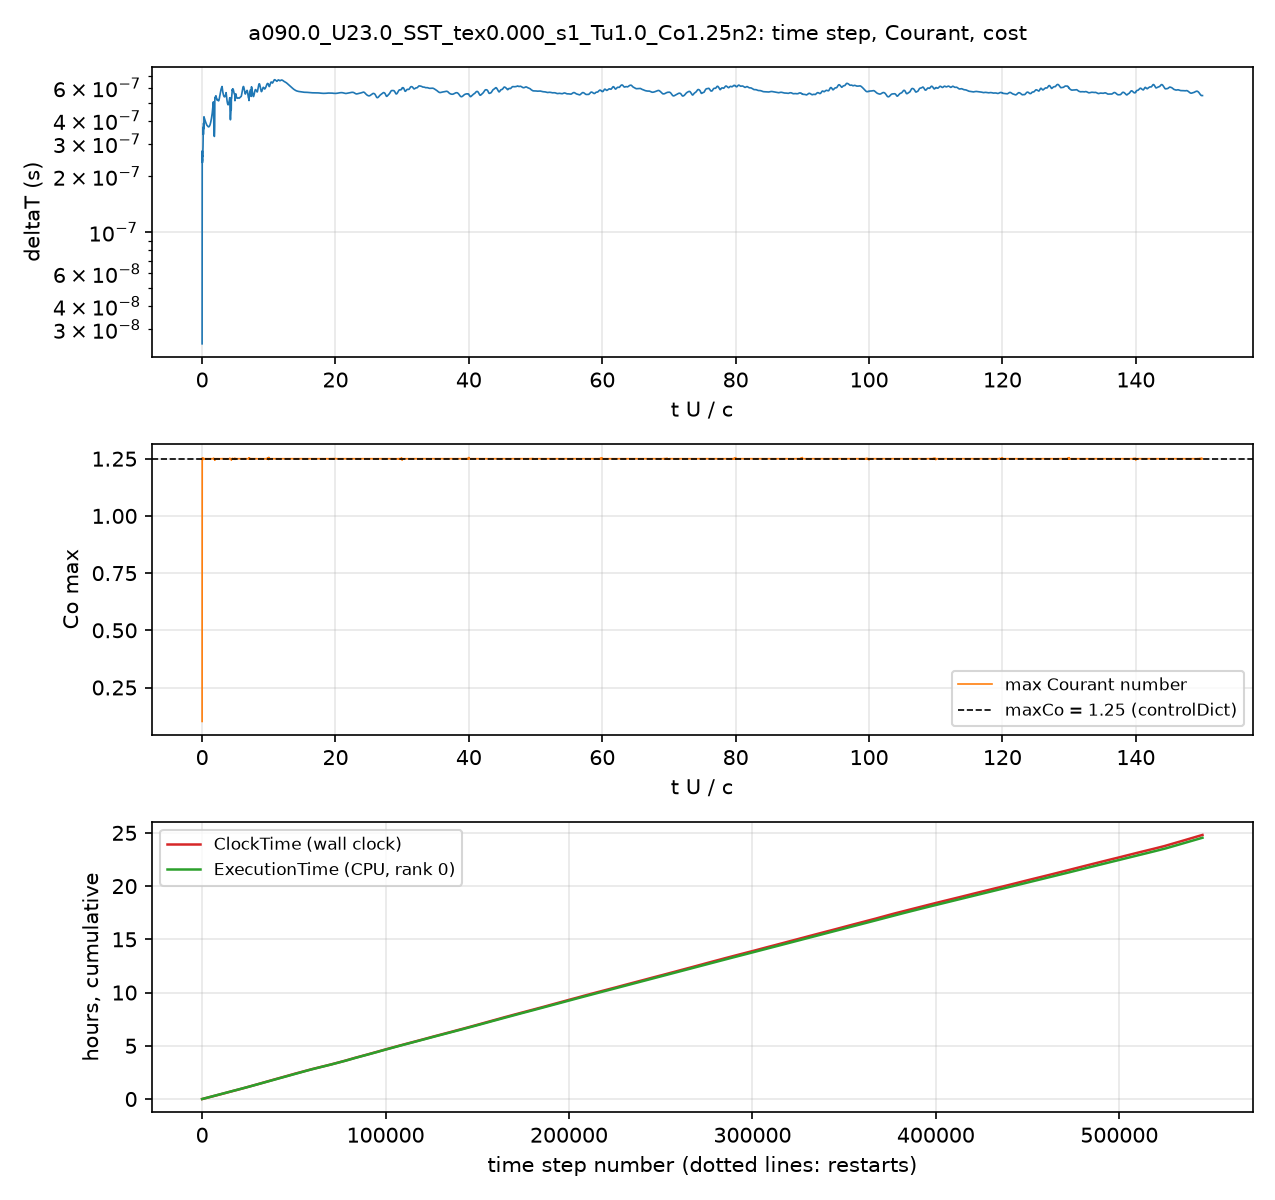 a090.0_U23.0_SST_tex0.000_s1_Tu1.0_Co1.25n2: time step, Courant, cost
deltaT (s)
6 × 10⁻⁷
4 × 10⁻⁷
3 × 10⁻⁷
2 × 10⁻⁷
10⁻⁷
6 × 10⁻⁸
4 × 10⁻⁸
3 × 10⁻⁸
0 20 40 60 80 100 120 140
t U / c
Co max
1.25
1.00
0.75
0.50
0.25
max Courant number
maxCo = 1.25 (controlDict)
0 20 40 60 80 100 120 140
t U / c
hours, cumulative
25
20
15
10
5
0
ClockTime (wall clock)
ExecutionTime (CPU, rank 0)
0 100000 200000 300000 400000 500000
time step number (dotted lines: restarts)